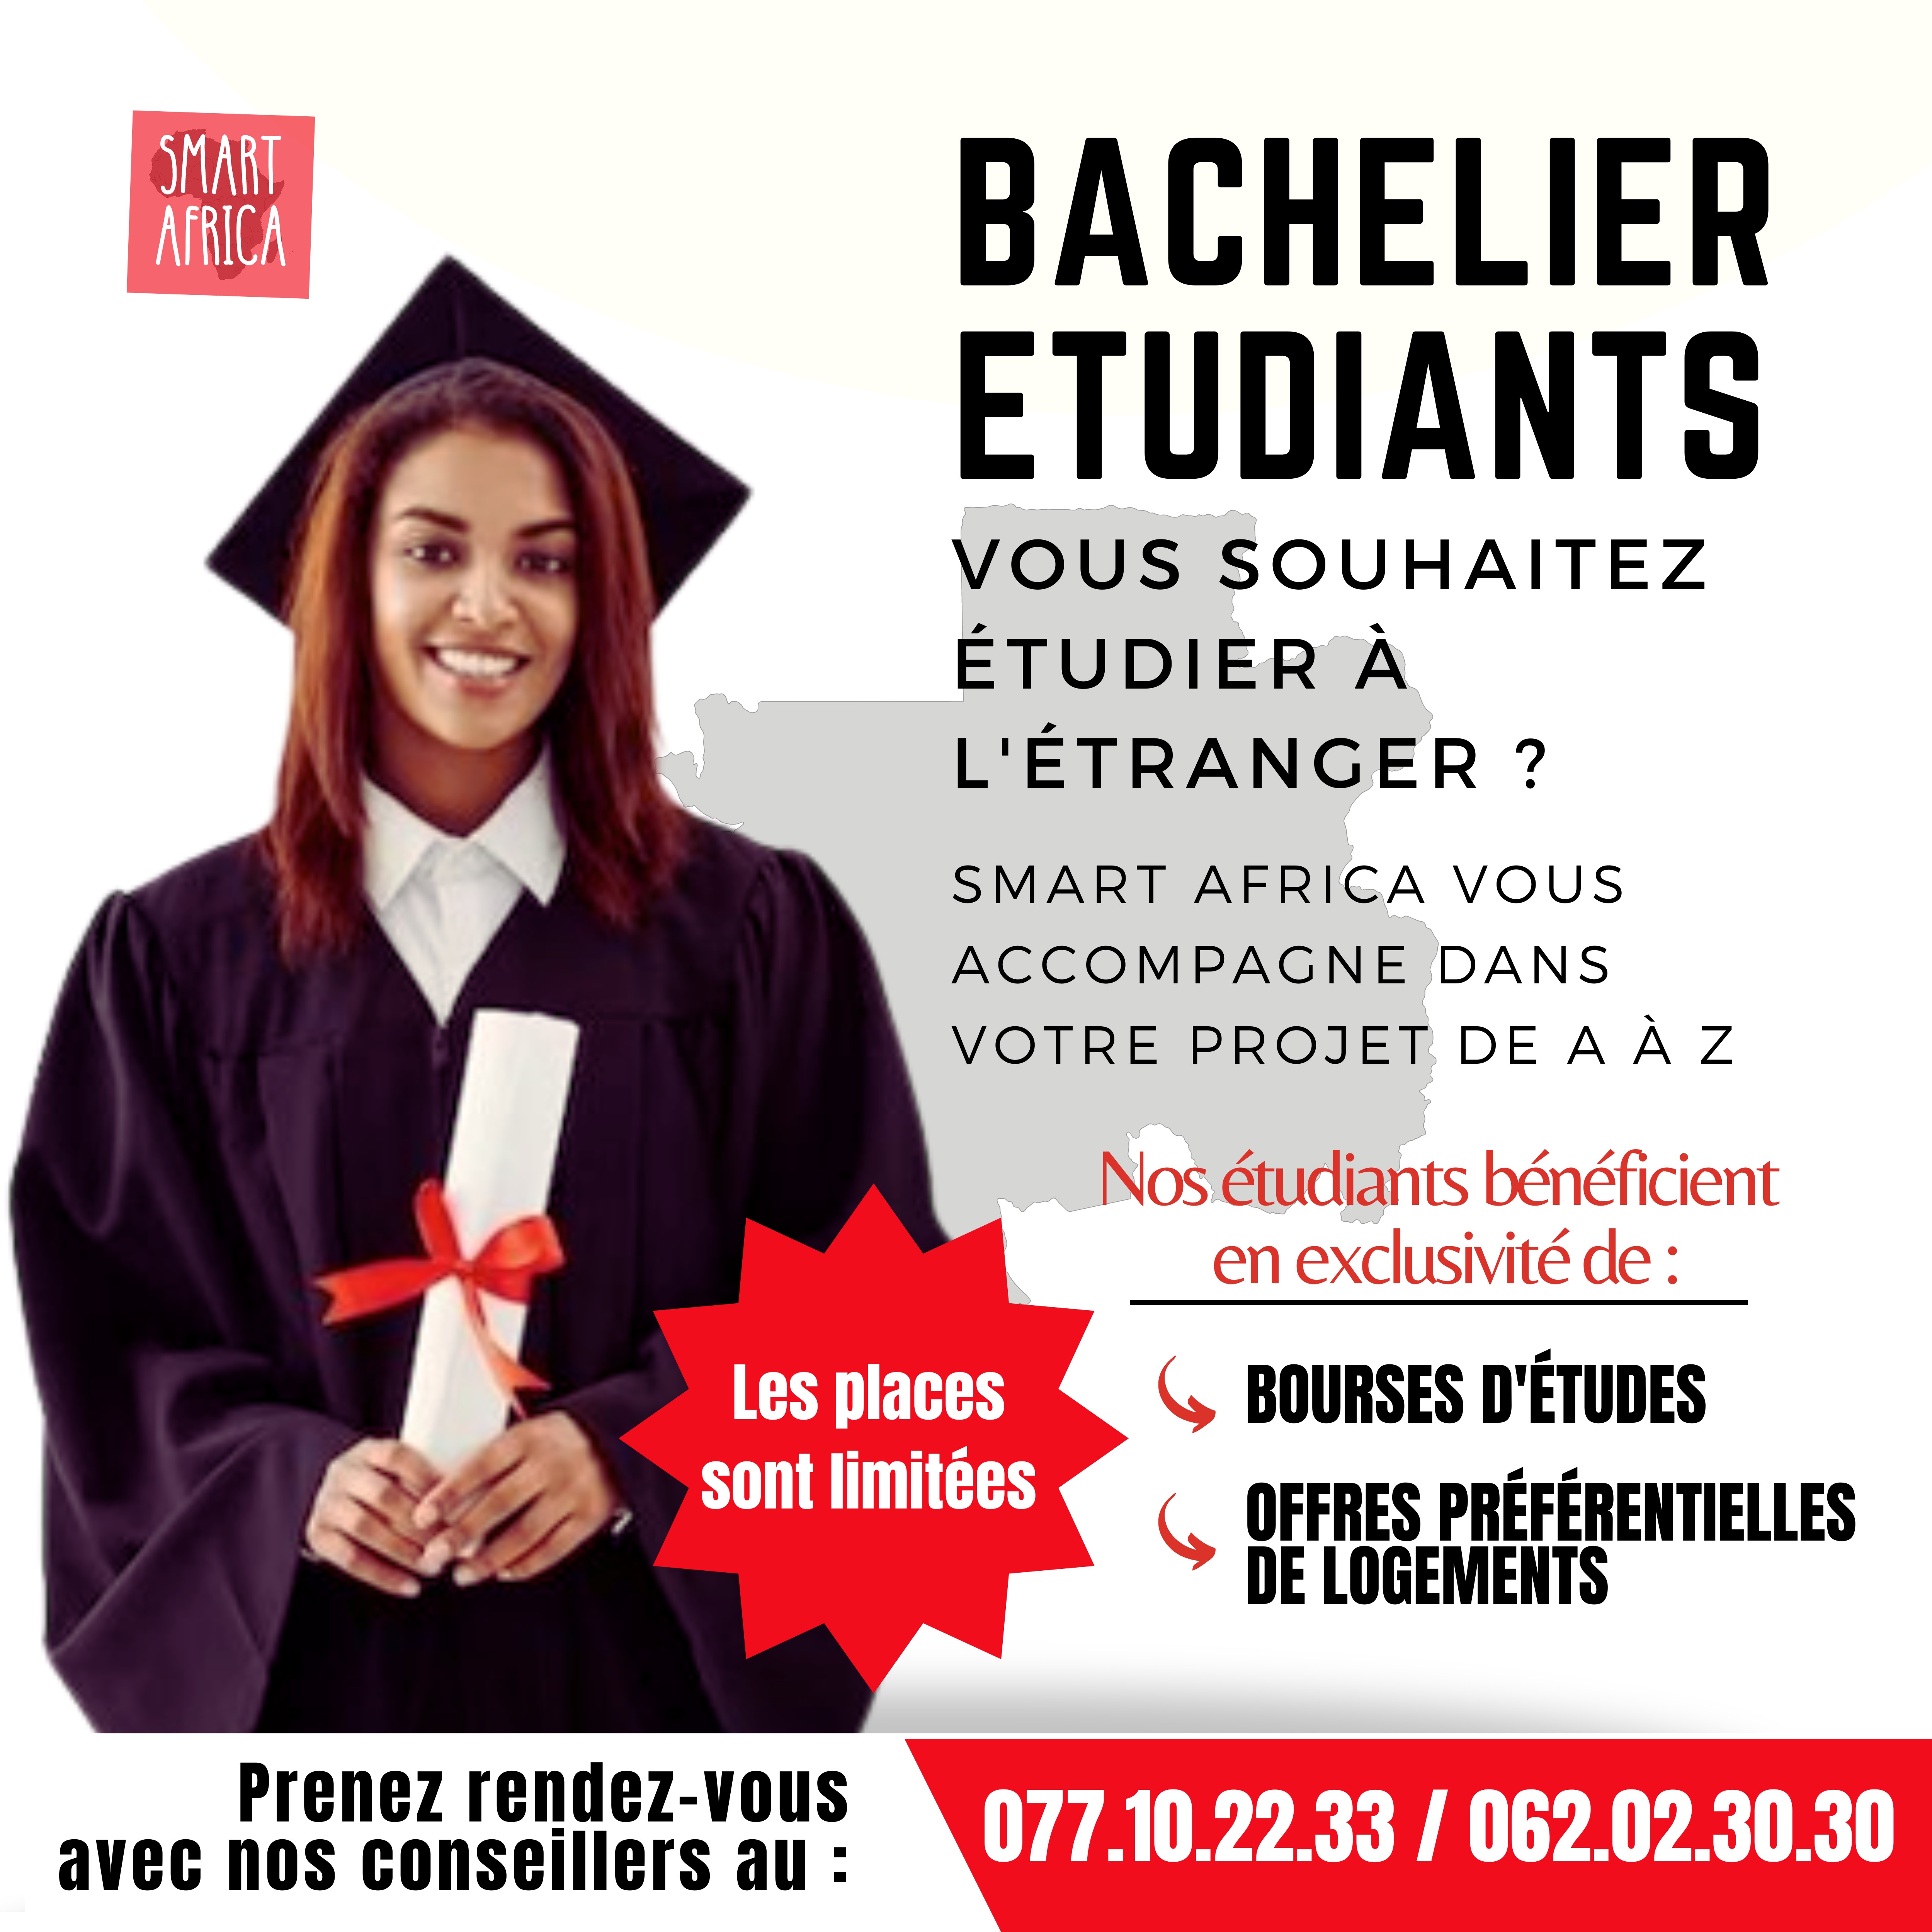 SMART
AFRICA
BACHELIER
ETUDIANTS
VOUS SOUHAITEZ
ÉTUDIER À
L'ÉTRANGER ?
SMART AFRICA VOUS
ACCOMPAGNE DANS
VOTRE PROJET DE A À Z
Nos étudiants bénéficient
en exclusivité de :
BOURSES D'ÉTUDES
OFFRES PRÉFÉRENTIELLES
DE LOGEMENTS
Les places
sont limitées
Prenez rendez-vous
avec nos conseillers au :
077.10.22.33 / 062.02.30.30